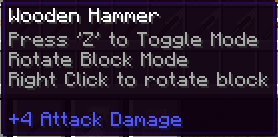 Wooden Hammer
Press 'Z' to Toggle Mode
Rotate Block Mode
Right Click to rotate block
+4 Attack Damage